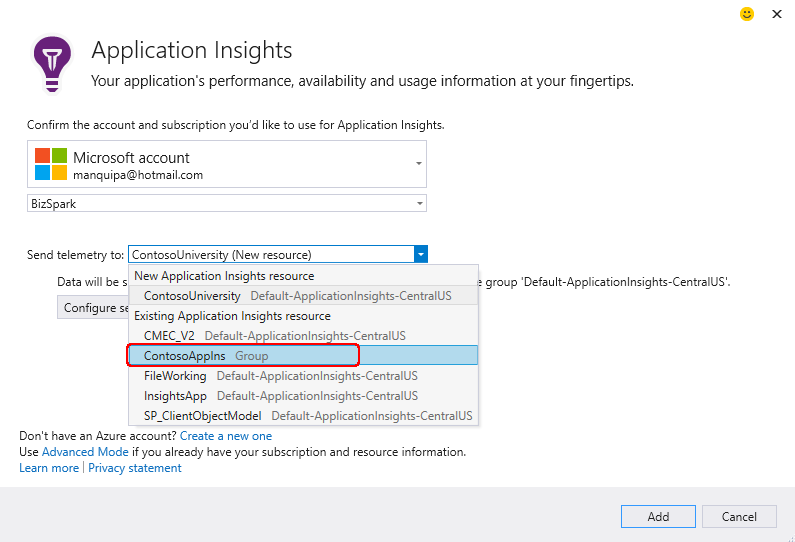 Application Insights
Your application's performance, availability and usage information at your fingertips.
Confirm the account and subscription you'd like to use for Application Insights.
Microsoft account
manquipa@hotmail.com
BizSpark
Send telemetry to: ContosoUniversity (New resource)
New Application Insights resource
Data will be s e group 'Default-ApplicationInsights-CentralUS'.
ContosoUniversity Default-ApplicationInsights-CentralUS
Configure se
Existing Application Insights resource
CMEC_V2 Default-ApplicationInsights-CentralUS
ContosoAppIns Group
FileWorking Default-ApplicationInsights-CentralUS
InsightsApp Default-ApplicationInsights-CentralUS
SP_ClientObjectModel Default-ApplicationInsights-CentralUS
Don't have an Azure account? Create a new one
Use Advanced Mode if you already have your subscription and resource information.
Learn more | Privacy statement
Add Cancel